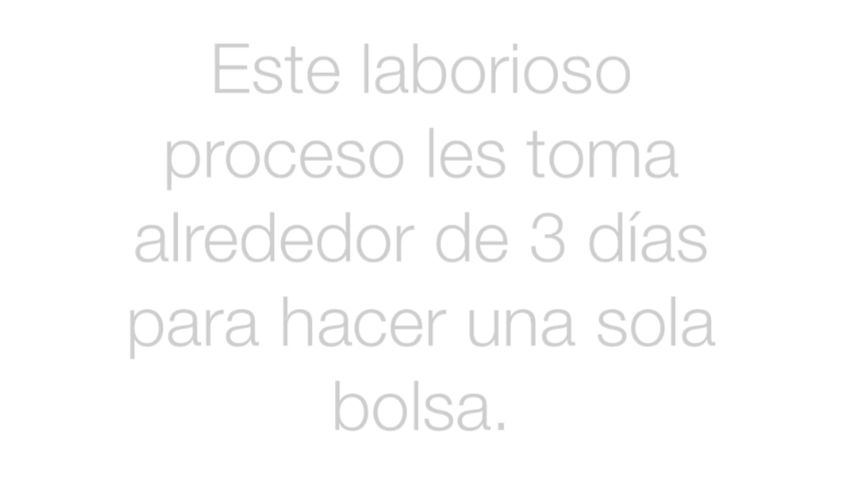 Este laborioso
proceso les toma
alrededor de 3 días
para hacer una sola
bolsa.